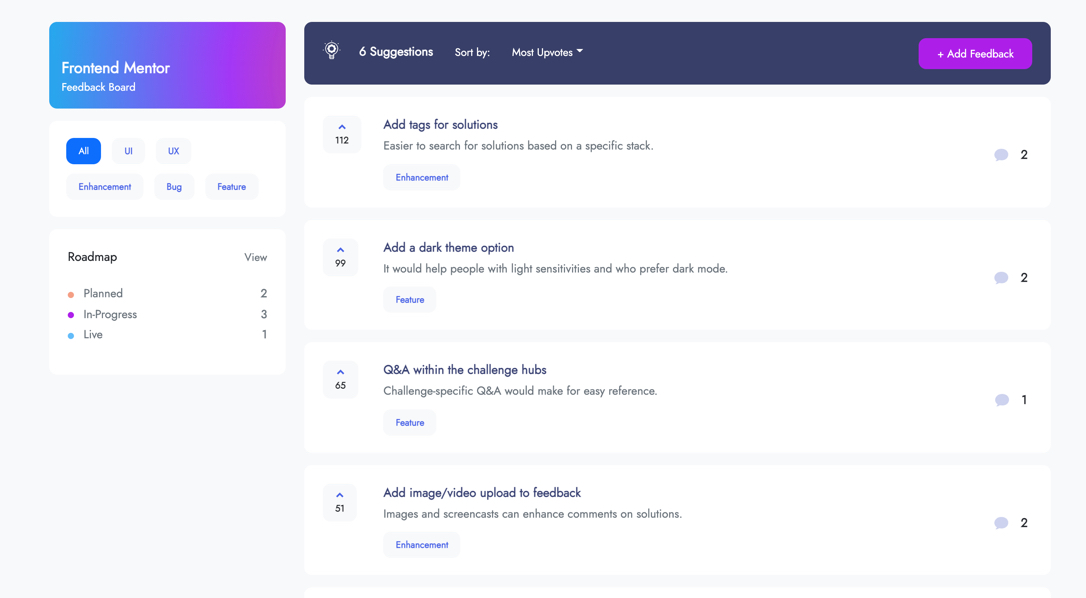 Frontend Mentor
Feedback Board
All UI UX
Enhancement Bug Feature
Roadmap View
Planned 2
In-Progress 3
Live 1
6 Suggestions Sort by: Most Upvotes + Add Feedback
112
Add tags for solutions
Easier to search for solutions based on a specific stack.
Enhancement
2
99
Add a dark theme option
It would help people with light sensitivities and who prefer dark mode.
Feature
2
65
Q&A within the challenge hubs
Challenge-specific Q&A would make for easy reference.
Feature
1
51
Add image/video upload to feedback
Images and screencasts can enhance comments on solutions.
Enhancement
2